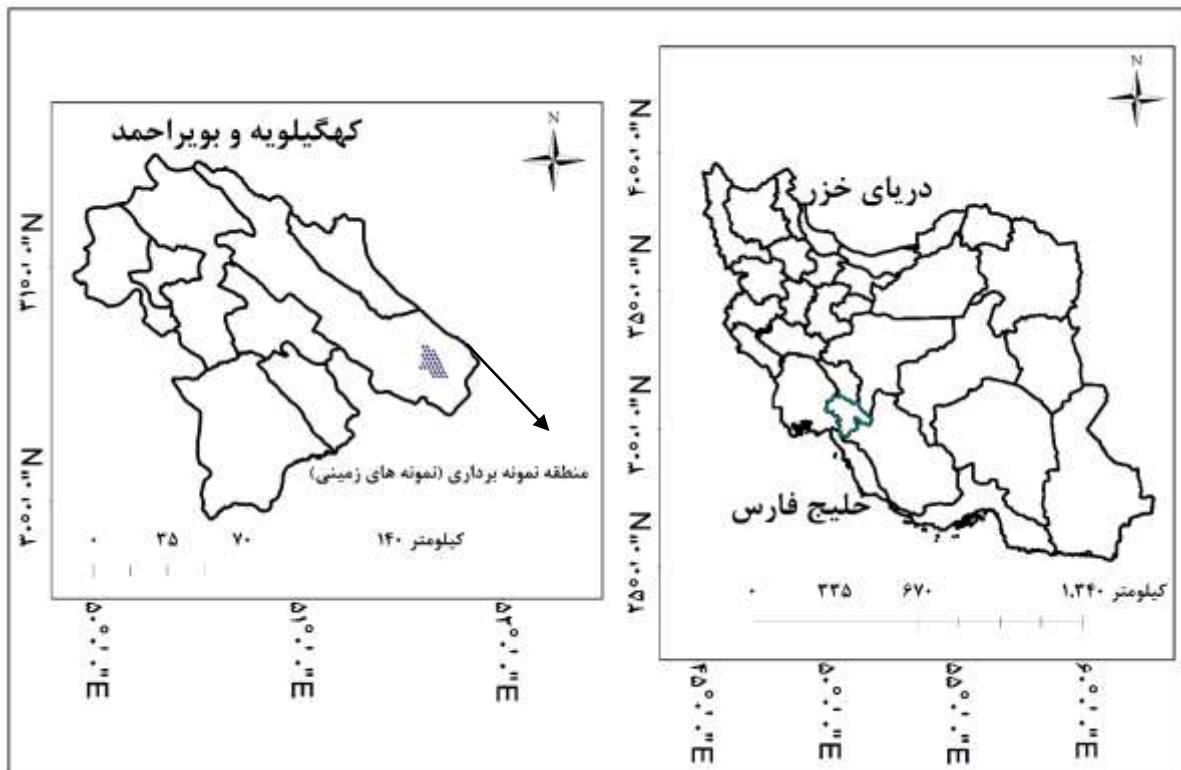 N
کهگیلویه و بویراحمد
۳۱°۰'۰"N
۳۰°۰'۰"N
منطقه نمونه برداری (نمونه های زمینی)
۰ ۳۵ ۷۰ ۱۴۰ کیلومتر
۵۰°۰'۰"E
۵۱°۰'۰"E
۵۲°۰'۰"E
N
دریای خزر
خلیج فارس
۴۰°۰'۰"N
۳۵°۰'۰"N
۳۰°۰'۰"N
۲۵°۰'۰"N
۰ ۳۳۵ ۶۷۰ ۱.۳۴۰ کیلومتر
۴۵°۰'۰"E
۵۰°۰'۰"E
۵۵°۰'۰"E
۶۰°۰'۰"E